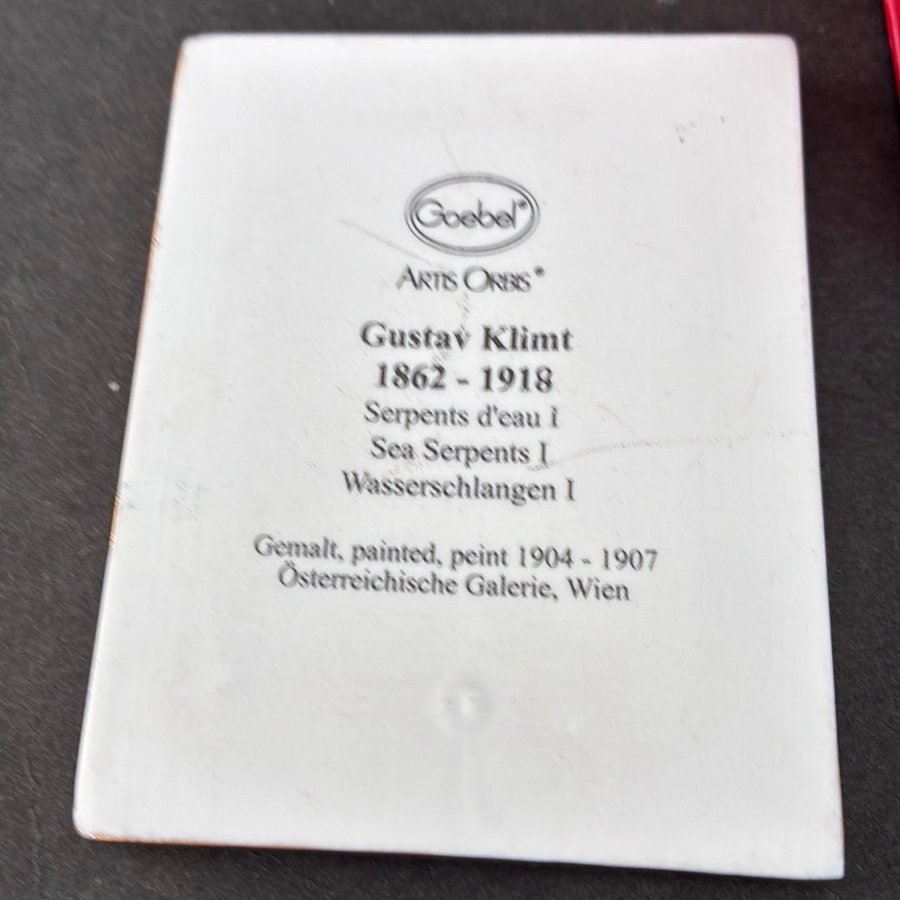 Goebel®
ARTIS ORBIS®
Gustav Klimt
1862 - 1918
Serpents d'eau I
Sea Serpents I
Wasserschlangen I
Gemalt, painted, peint 1904 - 1907
Österreichische Galerie, Wien